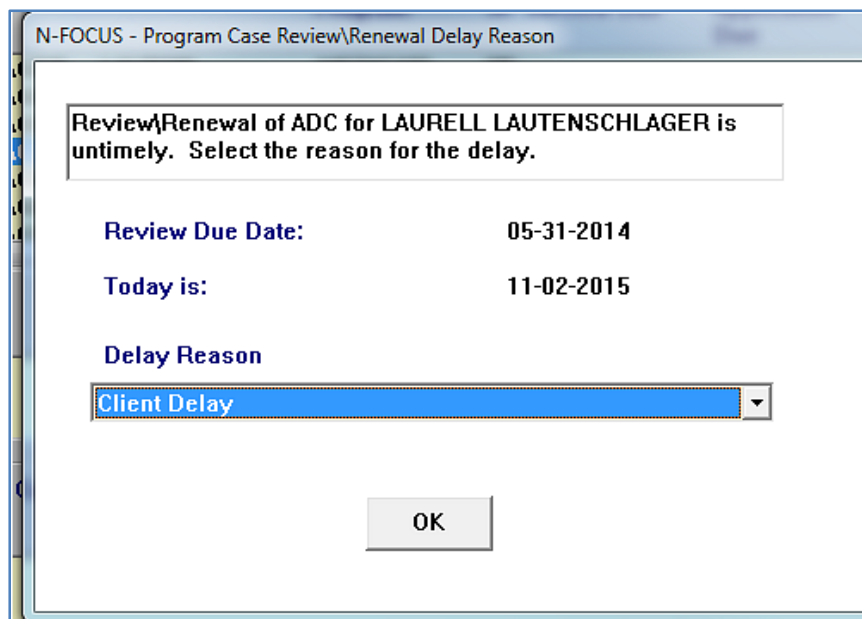 N-FOCUS - Program Case Review\Renewal Delay Reason
Review\Renewal of ADC for LAURELL LAUTENSCHLAGER is
untimely.  Select the reason for the delay.
Review Due Date: 05-31-2014
Today is: 11-02-2015
Delay Reason
Client Delay
OK